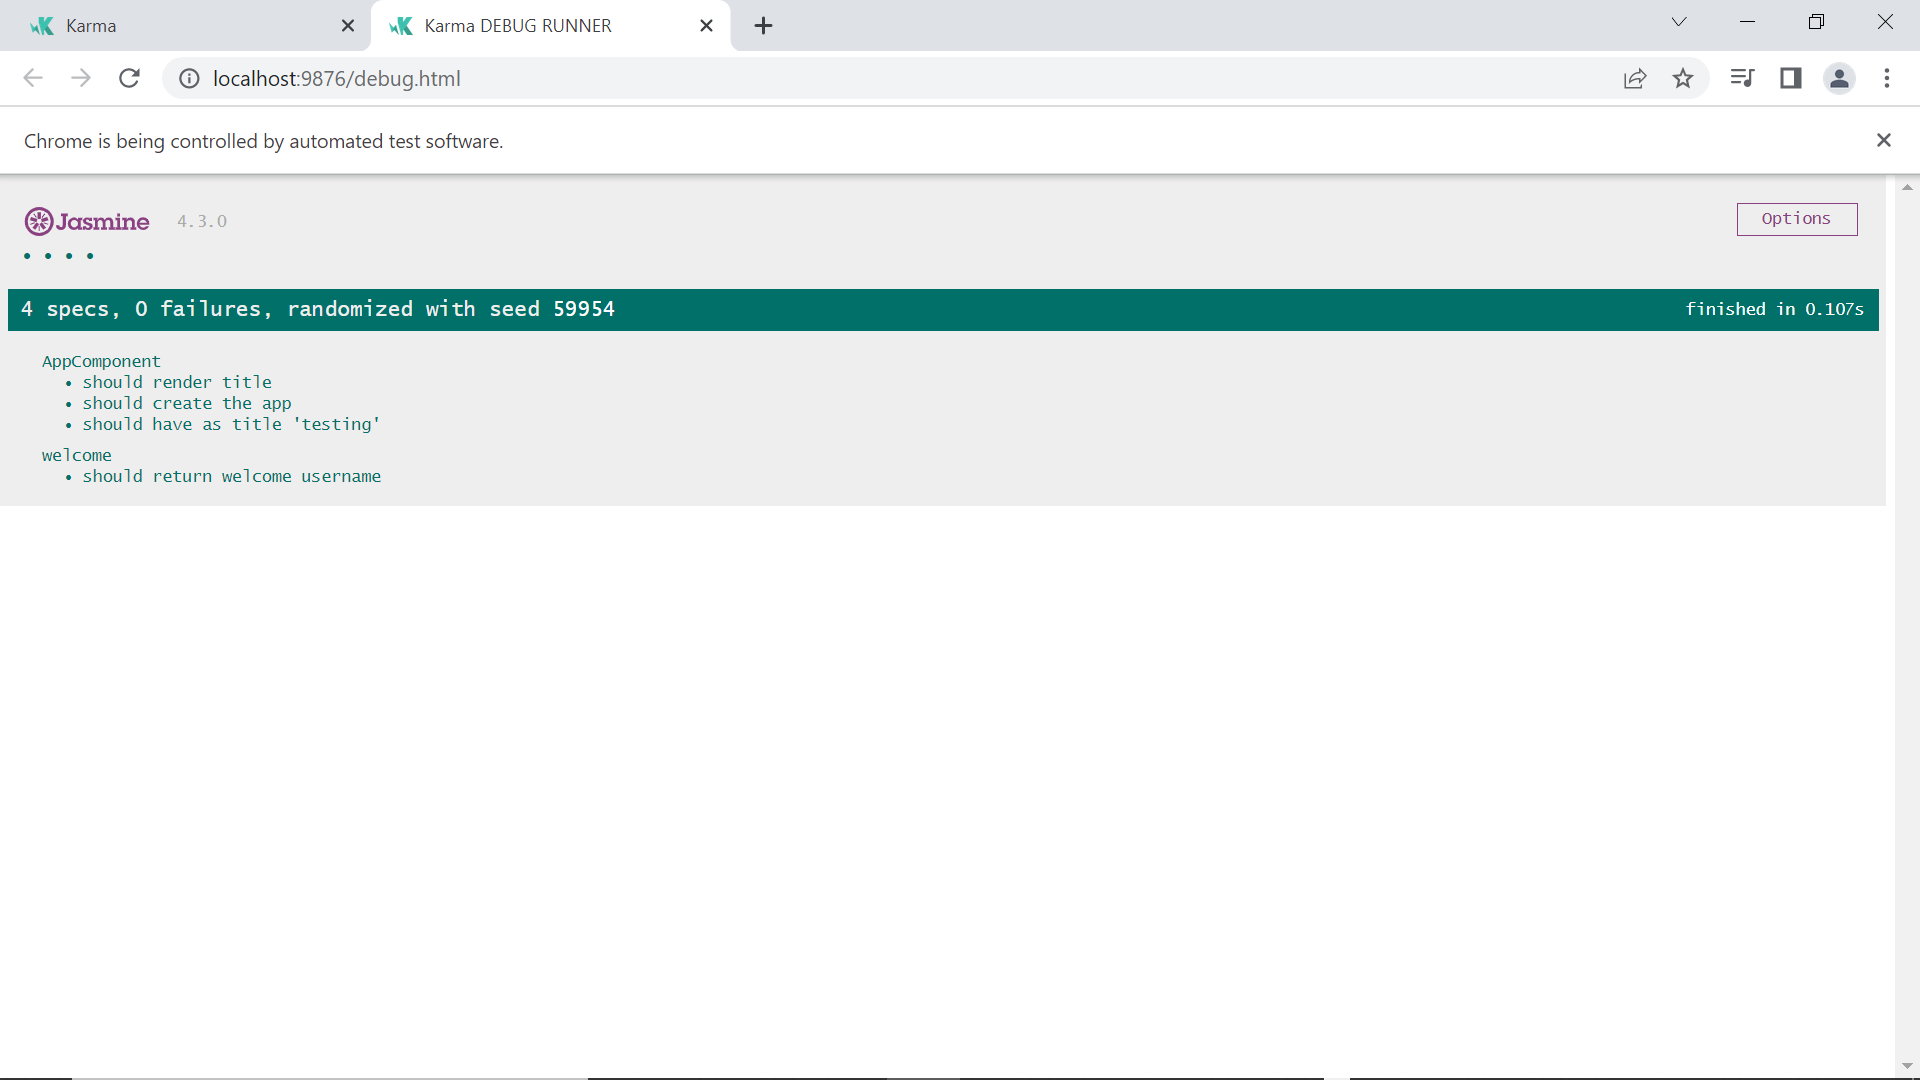 Karma
Karma DEBUG RUNNER
localhost:9876/debug.html
Chrome is being controlled by automated test software.
Jasmine 4.3.0
Options
4 specs, 0 failures, randomized with seed 59954
finished in 0.107s
AppComponent
• should render title
• should create the app
• should have as title 'testing'
welcome
• should return welcome username